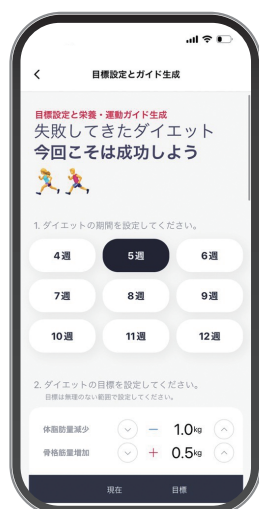 目標設定とガイド生成
目標設定と栄養・運動ガイド生成
失敗してきたダイエット
今回こそは成功しよう
1. ダイエットの期間を設定してください。
4週 5週 6週
7週 8週 9週
10週 11週 12週
2. ダイエットの目標を設定してください。
目標は無理のない範囲で設定してください。
体脂肪量減少 − 1.0kg
骨格筋量増加 + 0.5kg
現在 目標